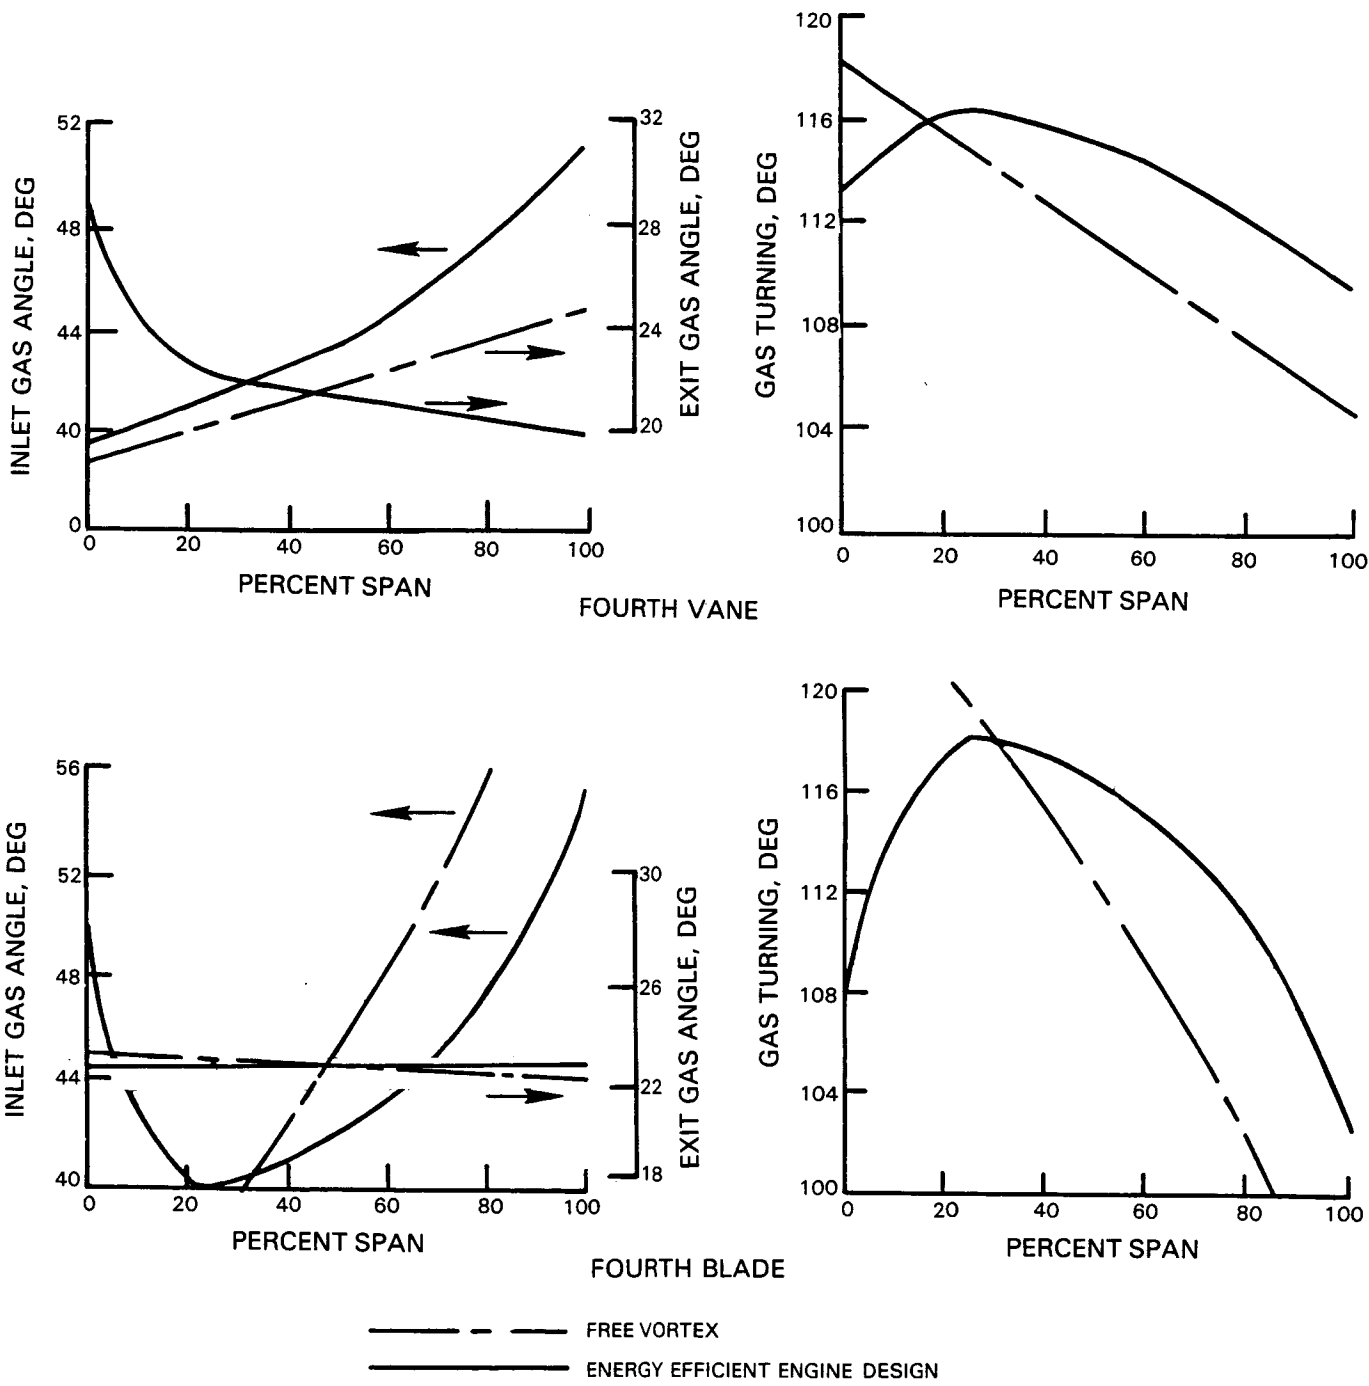 52
48
44
40
0
INLET GAS ANGLE, DEG
32
28
24
20
EXIT GAS ANGLE, DEG
0 20 40 60 80 100
PERCENT SPAN
120
116
112
108
104
100
GAS TURNING, DEG
0 20 40 60 80 100
PERCENT SPAN
FOURTH VANE
56
52
48
44
40
INLET GAS ANGLE, DEG
30
26
22
18
EXIT GAS ANGLE, DEG
0 20 40 60 80 100
PERCENT SPAN
120
116
112
108
104
100
GAS TURNING, DEG
0 20 40 60 80 100
PERCENT SPAN
FOURTH BLADE
FREE VORTEX
ENERGY EFFICIENT ENGINE DESIGN